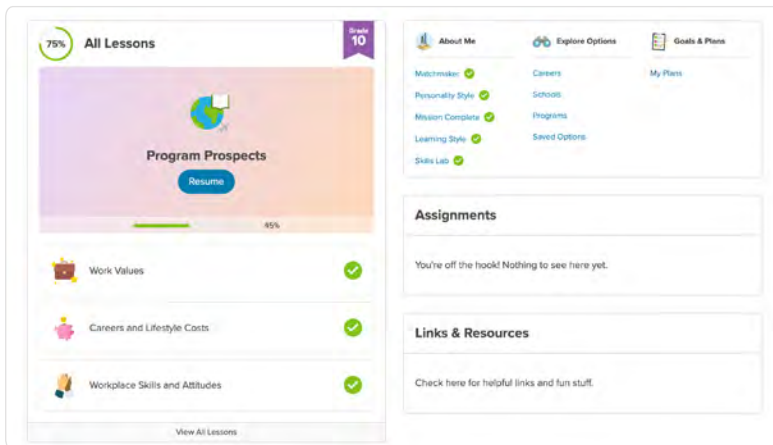 75%
All Lessons
Grade
10
Program Prospects
Resume
45%
Work Values
Careers and Lifestyle Costs
Workplace Skills and Attitudes
View All Lessons
About Me
Matchmaker
Personality Style
Mission Complete
Learning Style
Skills Lab
Explore Options
Careers
Schools
Programs
Saved Options
Goals & Plans
My Plans
Assignments
You're off the hook! Nothing to see here yet.
Links & Resources
Check here for helpful links and fun stuff.